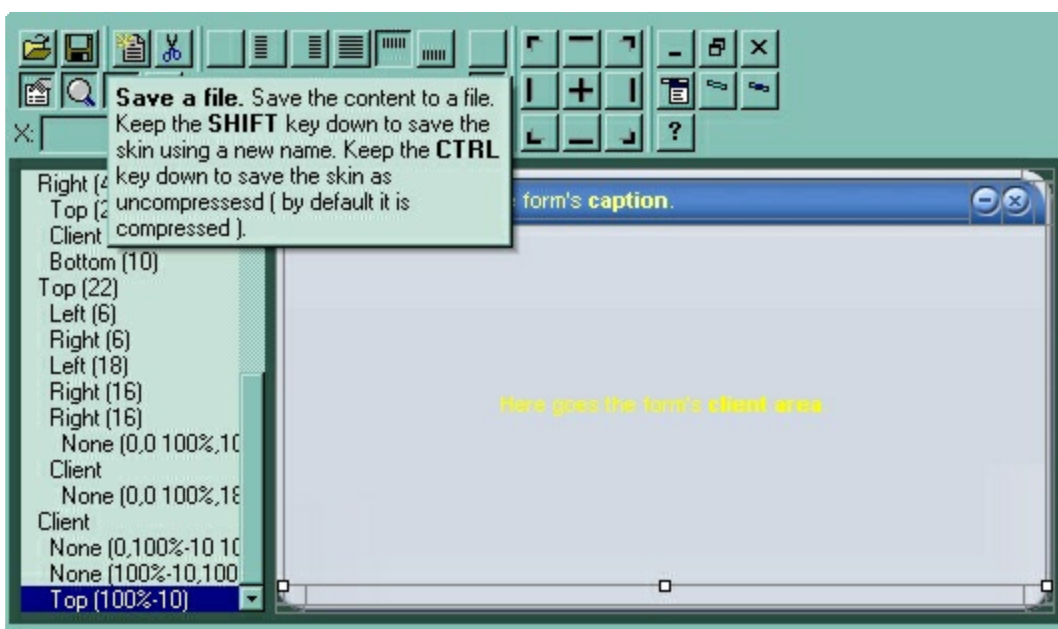 Save a file. Save the content to a file.
Keep the SHIFT key down to save the
skin using a new name. Keep the CTRL
key down to save the skin as
uncompressesd ( by default it is
compressed ).
?
X:
Right (
Top (
Client
Bottom (10)
Top (22)
Left (6)
Right (6)
Left (18)
Right (16)
Right (16)
None (0,0 100%,10
Client
None (0,0 100%,18
Client
None (0,100%-10 10
None (100%-10,100
Top (100%-10)
form's caption.
Here goes the form's client area.